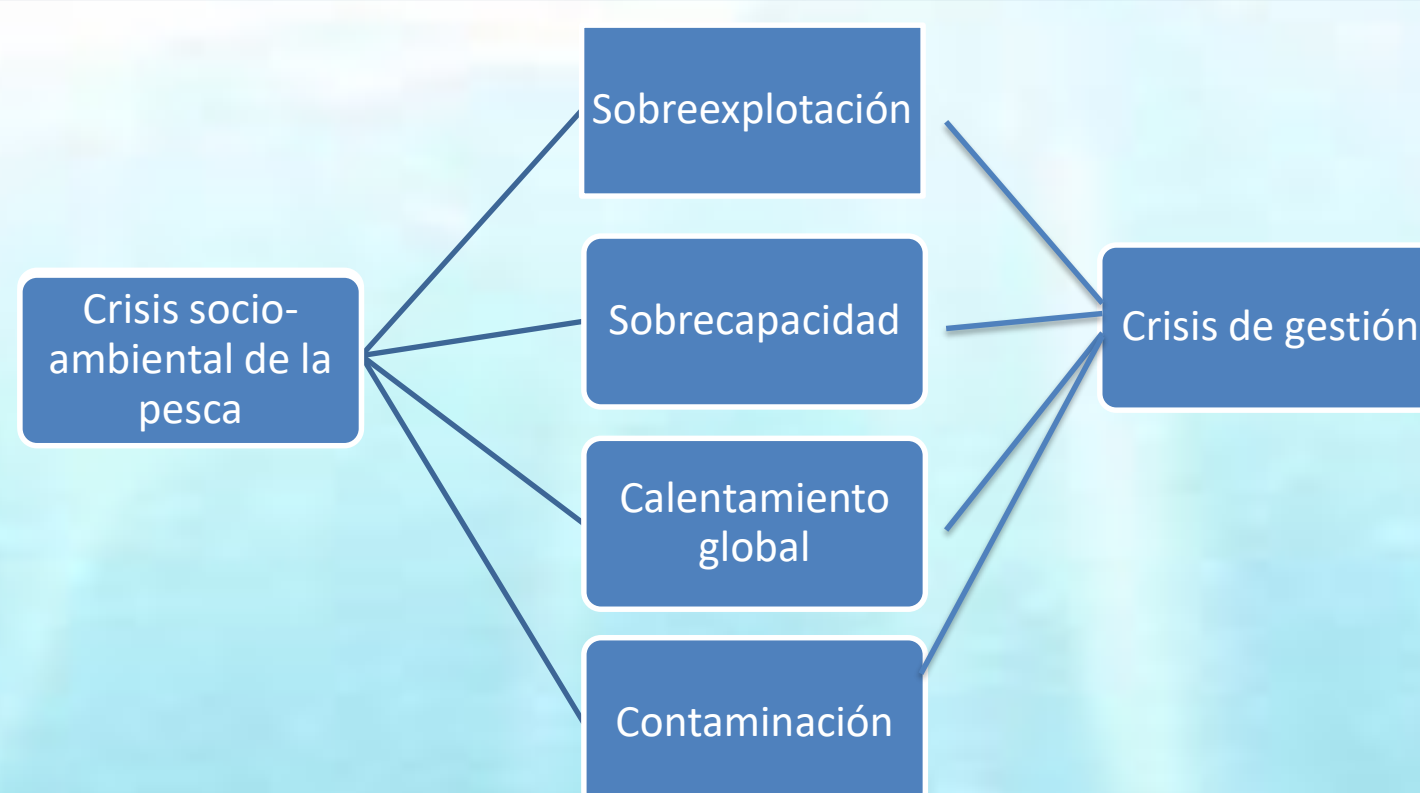 Crisis socio-
ambiental de la
pesca
Sobreexplotación
Sobrecapacidad
Calentamiento
global
Contaminación
Crisis de gestión